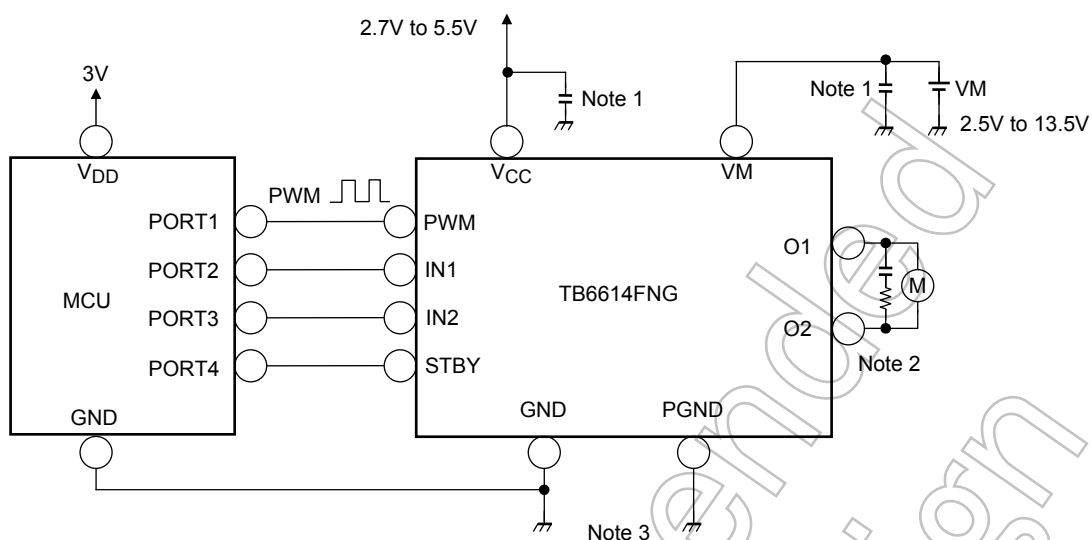 2.7V to 5.5V
3V
Note 1
Note 1
VM
2.5V to 13.5V
VDD
VCC
VM
PWM
PORT1
PWM
PORT2
IN1
O1
MCU
TB6614FNG
M
PORT3
IN2
O2
PORT4
STBY
Note 2
GND
GND
PGND
Note 3
ended
sign